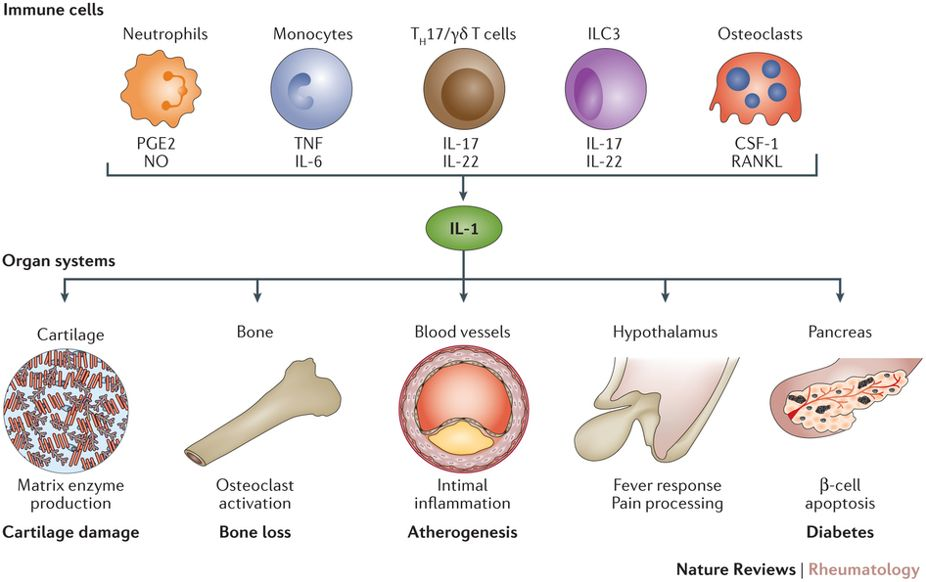 Immune cells
Neutrophils
Monocytes
TH17/γδ T cells
ILC3
Osteoclasts
PGE2
NO
TNF
IL-6
IL-17
IL-22
IL-17
IL-22
CSF-1
RANKL
IL-1
Organ systems
Cartilage
Bone
Blood vessels
Hypothalamus
Pancreas
Matrix enzyme
production
Cartilage damage
Osteoclast
activation
Bone loss
Intimal
inflammation
Atherogenesis
Fever response
Pain processing
β-cell
apoptosis
Diabetes
Nature Reviews | Rheumatology